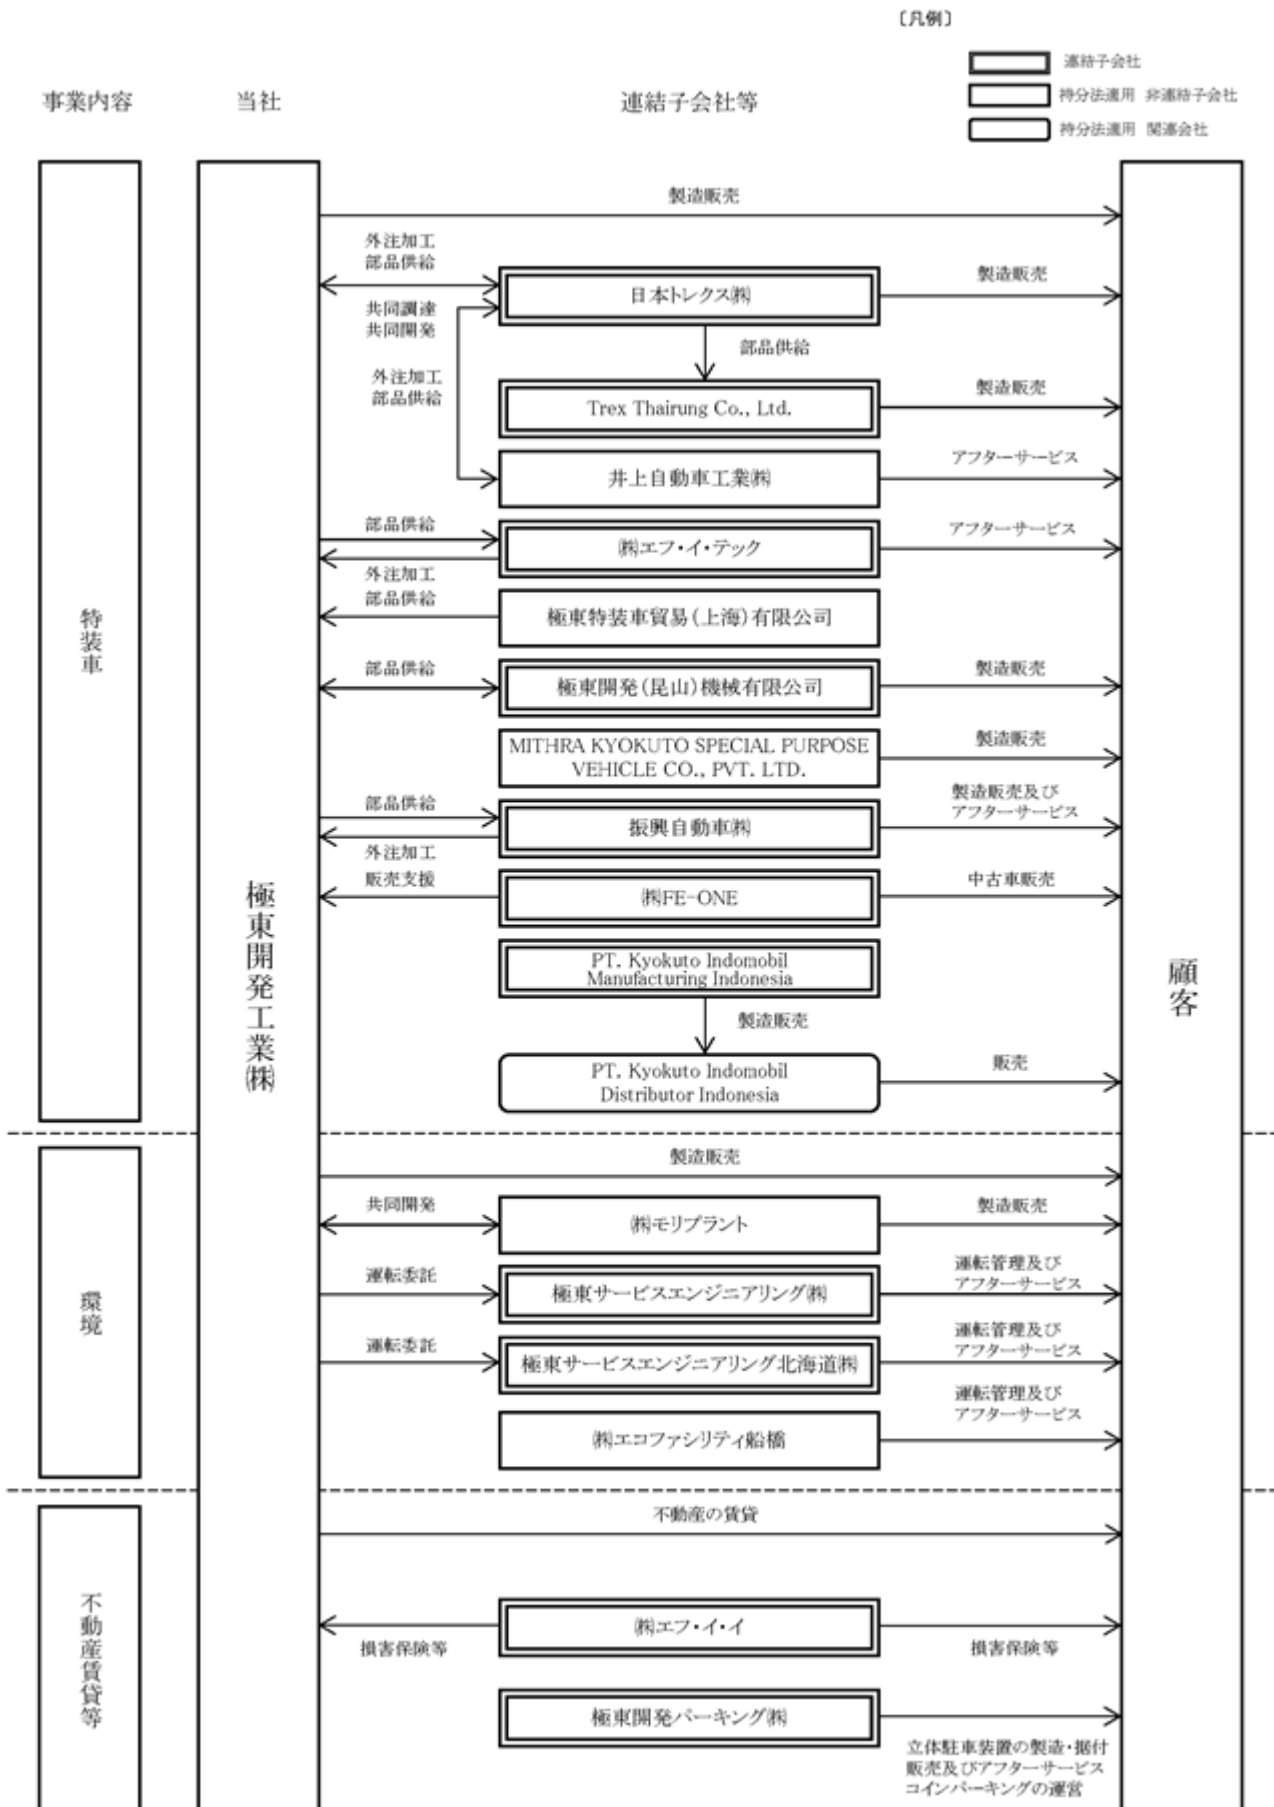 〔凡例〕
連結子会社
持分法適用 非連結子会社
持分法適用 関連会社
事業内容
当社
連結子会社等
特装車
極東開発工業㈱
顧客
製造販売
外注加工
部品供給
日本トレクス㈱
製造販売
共同調達
共同開発
部品供給
外注加工
部品供給
Trex Thairung Co., Ltd.
製造販売
井上自動車工業㈱
アフターサービス
部品供給
㈱エフ・イ・テック
アフターサービス
外注加工
部品供給
極東特装車貿易(上海)有限公司
部品供給
極東開発(昆山)機械有限公司
製造販売
MITHRA KYOKUTO SPECIAL PURPOSE
VEHICLE CO., PVT. LTD.
製造販売
部品供給
振興自動車㈱
製造販売及び
アフターサービス
外注加工
販売支援
㈱FE-ONE
中古車販売
PT. Kyokuto Indomobil
Manufacturing Indonesia
製造販売
PT. Kyokuto Indomobil
Distributor Indonesia
販売
環境
製造販売
共同開発
㈱モリプラント
製造販売
運転委託
極東サービスエンジニアリング㈱
運転管理及び
アフターサービス
運転委託
極東サービスエンジニアリング北海道㈱
運転管理及び
アフターサービス
㈱エコファシリティ船橋
運転管理及び
アフターサービス
不動産賃貸等
不動産の賃貸
㈱エフ・イ・イ
損害保険等
損害保険等
極東開発パーキング㈱
立体駐車装置の製造・据付
販売及びアフターサービス
コインパーキングの運営